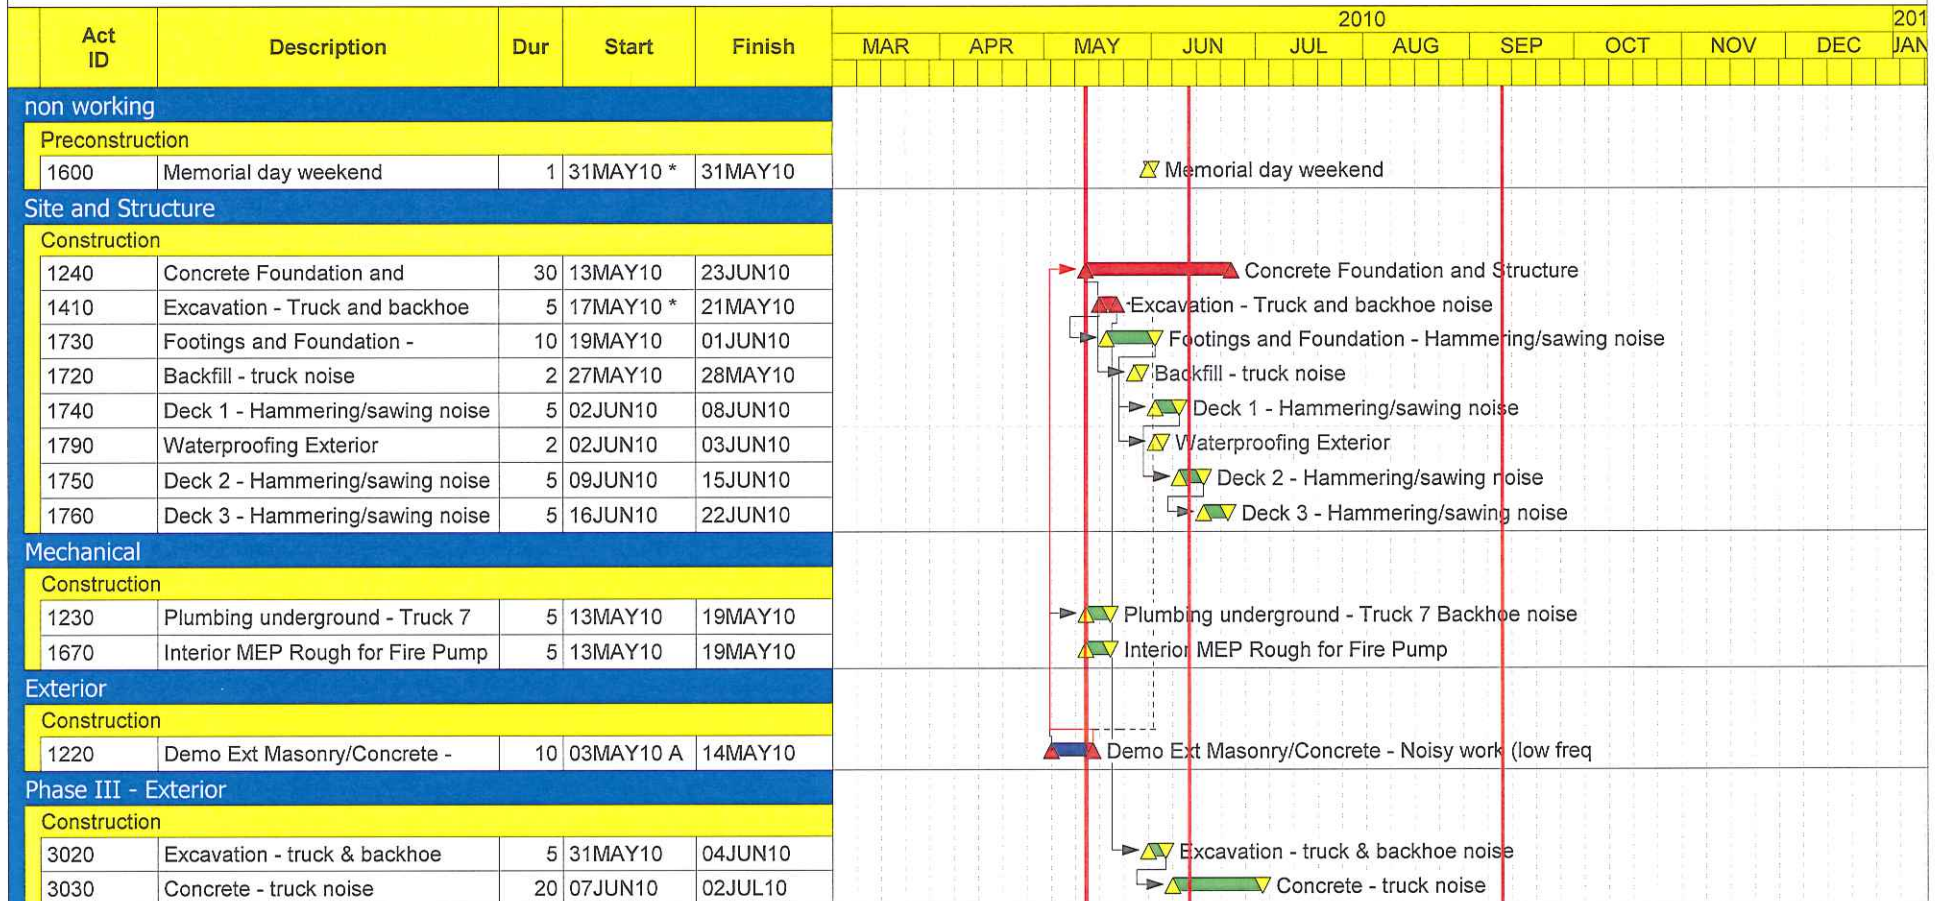 2010 201
Act ID Description Dur Start Finish MAR APR MAY JUN JUL AUG SEP OCT NOV DEC JAN
non working
Preconstruction
1600 Memorial day weekend 1 31MAY10 * 31MAY10 Memorial day weekend
Site and Structure
Construction
1240 Concrete Foundation and 30 13MAY10 23JUN10 Concrete Foundation and Structure
1410 Excavation - Truck and backhoe 5 17MAY10 * 21MAY10 Excavation - Truck and backhoe noise
1730 Footings and Foundation - 10 19MAY10 01JUN10 Footings and Foundation - Hammering/sawing noise
1720 Backfill - truck noise 2 27MAY10 28MAY10 Backfill - truck noise
1740 Deck 1 - Hammering/sawing noise 5 02JUN10 08JUN10 Deck 1 - Hammering/sawing noise
1790 Waterproofing Exterior 2 02JUN10 03JUN10 Waterproofing Exterior
1750 Deck 2 - Hammering/sawing noise 5 09JUN10 15JUN10 Deck 2 - Hammering/sawing noise
1760 Deck 3 - Hammering/sawing noise 5 16JUN10 22JUN10 Deck 3 - Hammering/sawing noise
Mechanical
Construction
1230 Plumbing underground - Truck 7 5 13MAY10 19MAY10 Plumbing underground - Truck 7 Backhoe noise
1670 Interior MEP Rough for Fire Pump 5 13MAY10 19MAY10 Interior MEP Rough for Fire Pump
Exterior
Construction
1220 Demo Ext Masonry/Concrete - 10 03MAY10 A 14MAY10 Demo Ext Masonry/Concrete - Noisy work (low freq
Phase III - Exterior
Construction
3020 Excavation - truck & backhoe 5 31MAY10 04JUN10 Excavation - truck & backhoe noise
3030 Concrete - truck noise 20 07JUN10 02JUL10 Concrete - truck noise